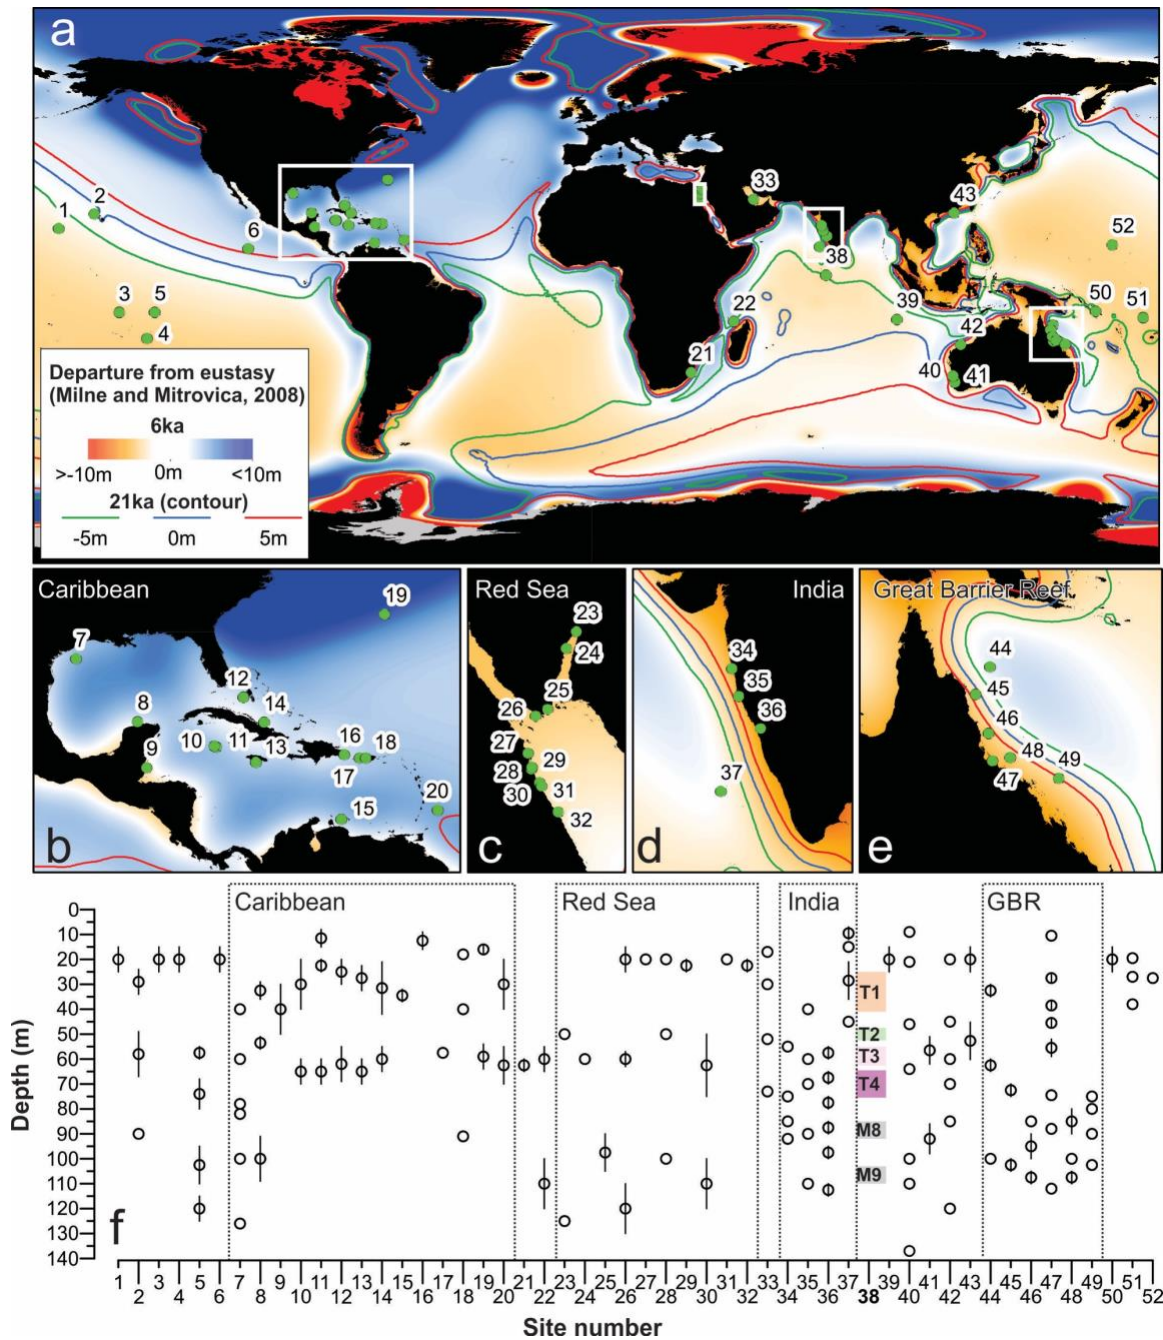 a
1
2
3
5
4
6
33
38
22
21
39
40
42
41
43
52
50
51
Departure from eustasy
(Milne and Mitrovica, 2008)
6ka
>-10m 0m <10m
21ka (contour)
-5m 0m 5m
Caribbean
7
8
9
10
11
12
13
14
15
16
17
18
19
20
b
Red Sea
23
24
25
26
27
28
29
30
31
32
c
India
34
35
36
37
d
Great Barrier Reef
44
45
46
47
48
49
e
Caribbean Red Sea India GBR
0
10
20
30
40
50
60
70
80
90
100
110
120
130
140
Depth (m)
T1
T2
T3
T4
M8
M9
f
1 3 5 7 9 11 13 15 17 19 21 23 25 27 29 31 33 35 37 39 41 43 45 47 49 51
2 4 6 8 10 12 14 16 18 20 22 24 26 28 30 32 34 36 38 40 42 44 46 48 50 52
Site number